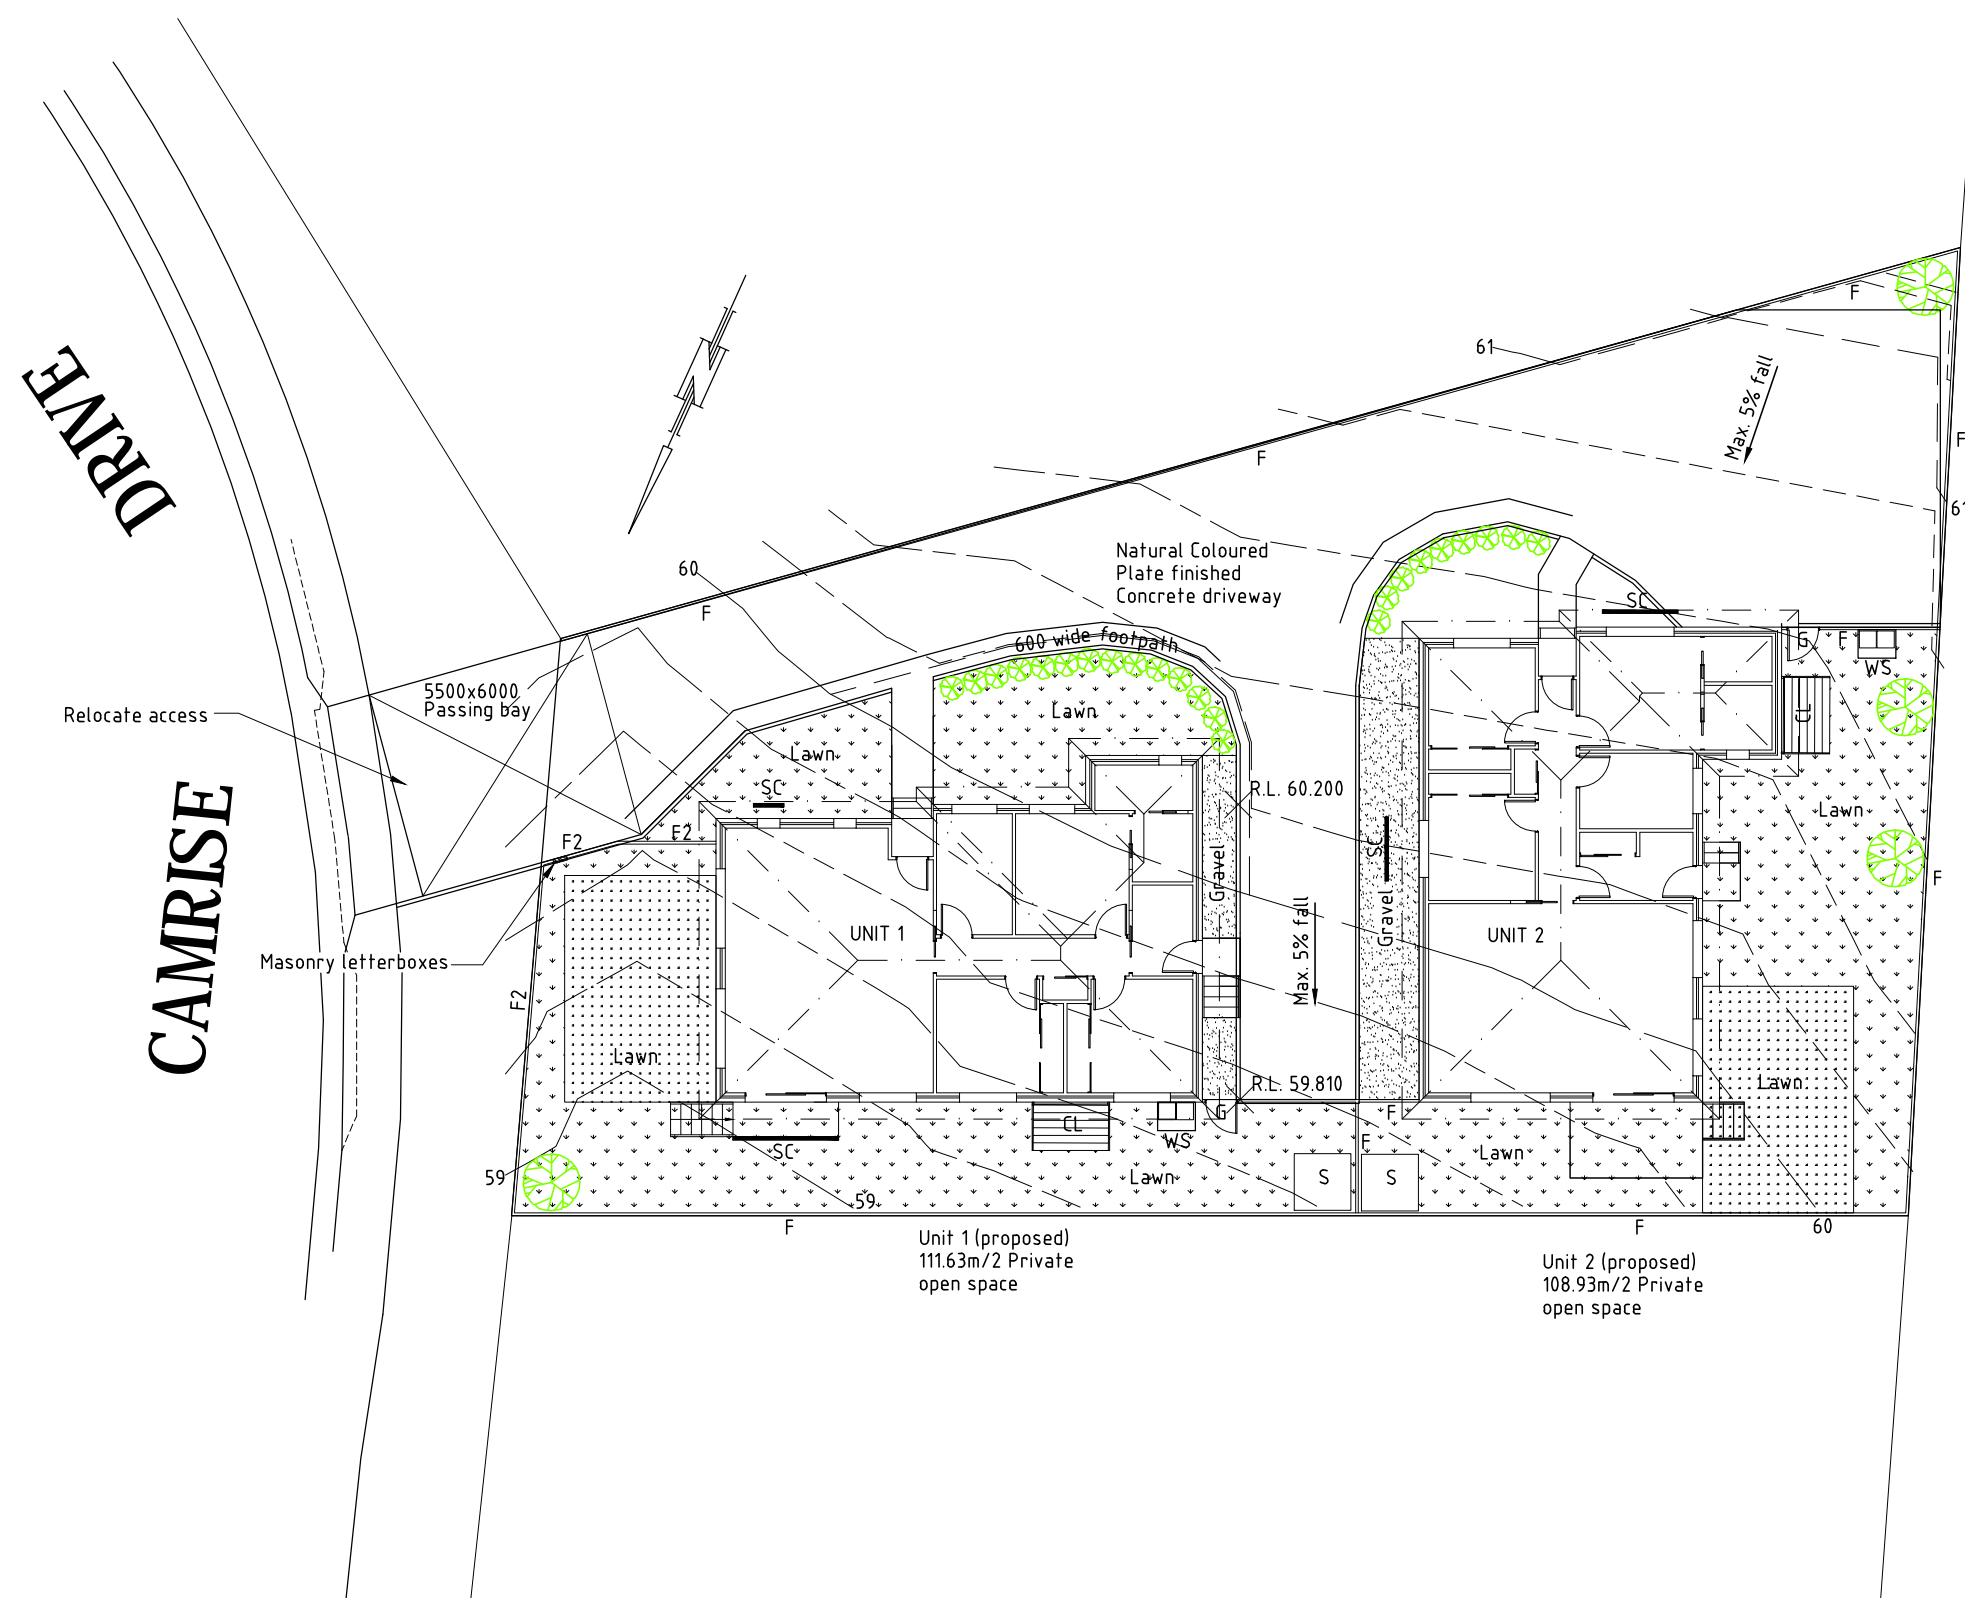 DRIVE
CAMRISE
F
61
Max. 5% fall
F
F
61
Natural Coloured
Plate finished
Concrete driveway
60
F
SC
600 wide footpath
G
F
WS
5500x6000
Passing bay
Relocate access
Lawn
CL
Lawn
SC
R.L. 60.200
Lawn
F2
F2
SC
Gravel
F
Gravel
Max. 5% fall
UNIT 1
UNIT 2
Masonry letterboxes
F2
Lawn
Lawn
R.L. 59.810
G
F
CL
WS
F
SC
Lawn
Lawn
S
S
59
59
F
F
60
Unit 1 (proposed)
111.63m/2 Private
open space
Unit 2 (proposed)
108.93m/2 Private
open space